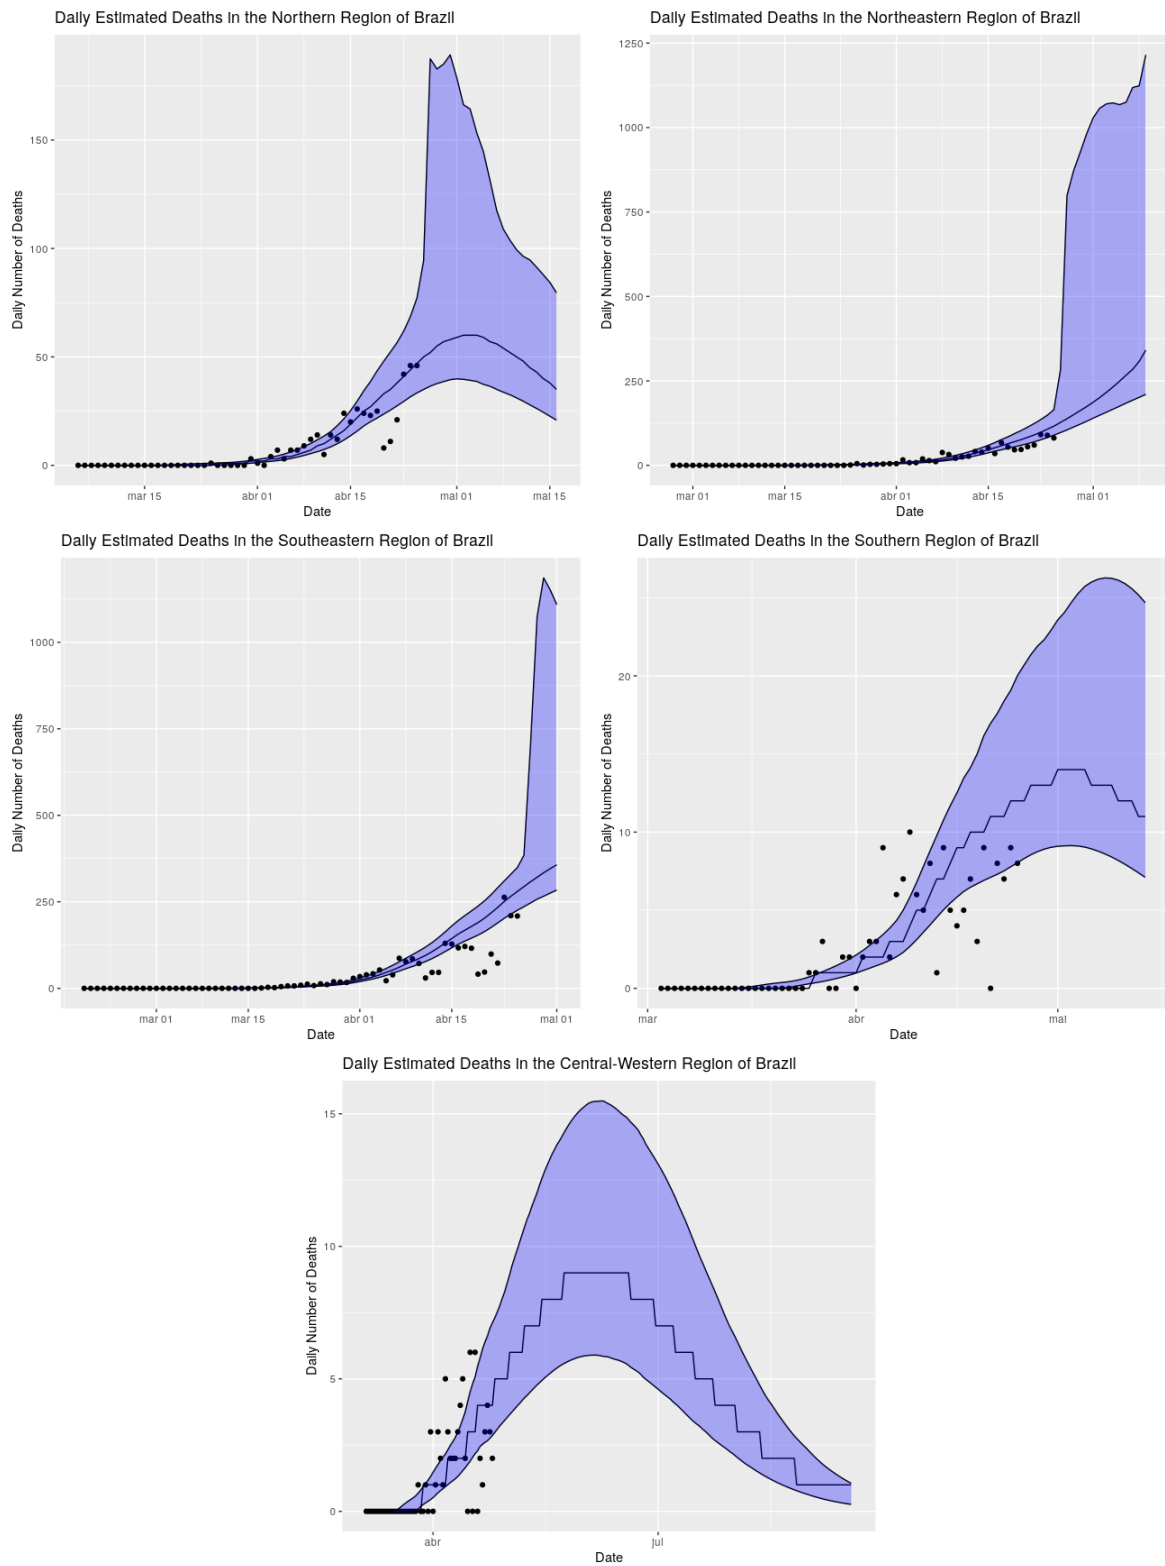 Daily Estimated Deaths in the Northern Region of Brazil
Daily Number of Deaths
150
100
50
0
mar 15
abr 01
abr 15
mai 01
mai 15
Date
Daily Estimated Deaths in the Northeastern Region of Brazil
Daily Number of Deaths
1250
1000
750
500
250
0
mar 01
mar 15
abr 01
abr 15
mai 01
Date
Daily Estimated Deaths in the Southeastern Region of Brazil
Daily Number of Deaths
1000
750
500
250
0
mar 01
mar 15
abr 01
abr 15
mai 01
Date
Daily Estimated Deaths in the Southern Region of Brazil
Daily Number of Deaths
20
10
0
mar
abr
mai
Date
Daily Estimated Deaths in the Central-Western Region of Brazil
Daily Number of Deaths
15
10
5
0
abr
jul
Date